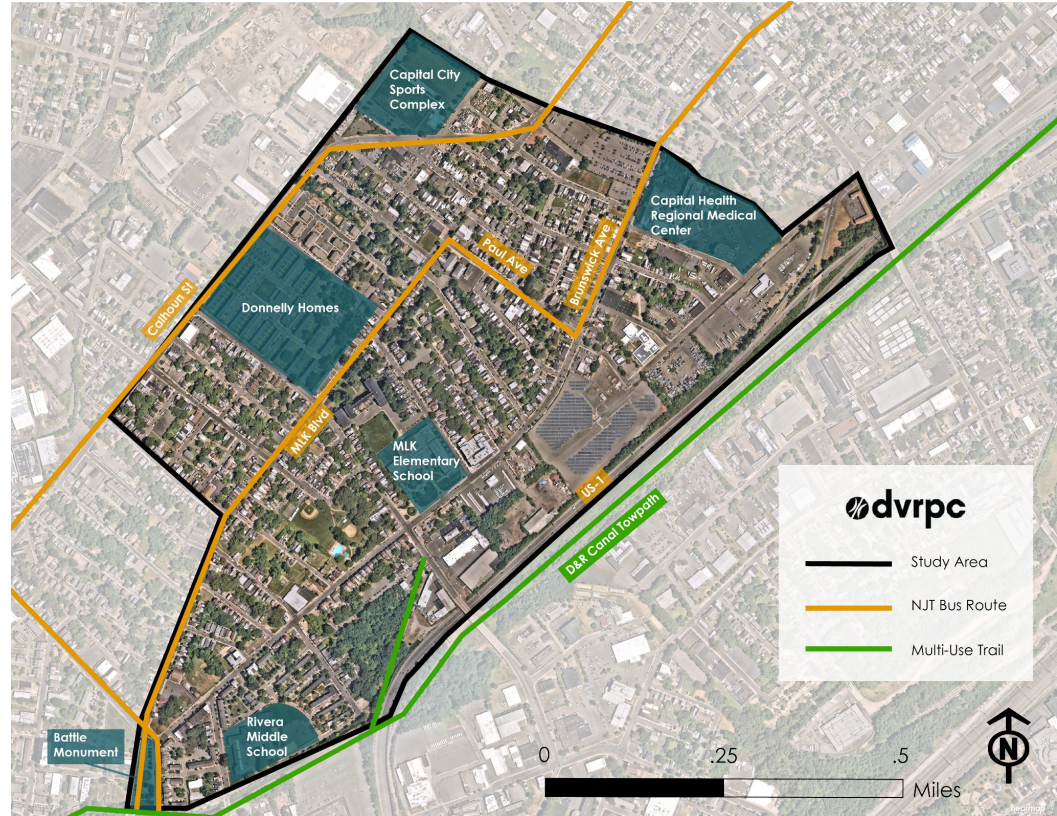 Capital City
Sports
Complex
Capital Health
Regional Medical
Center
Paul Ave
Brunswick Ave
Calhoun St
Donnelly Homes
MLK Blvd
MLK
Elementary
School
US-1
D&R Canal Towpath
dvrpc
Study Area
NJT Bus Route
Multi-Use Trail
Rivera
Middle
School
Battle
Monument
0 .25 .5
Miles
N
nearmap